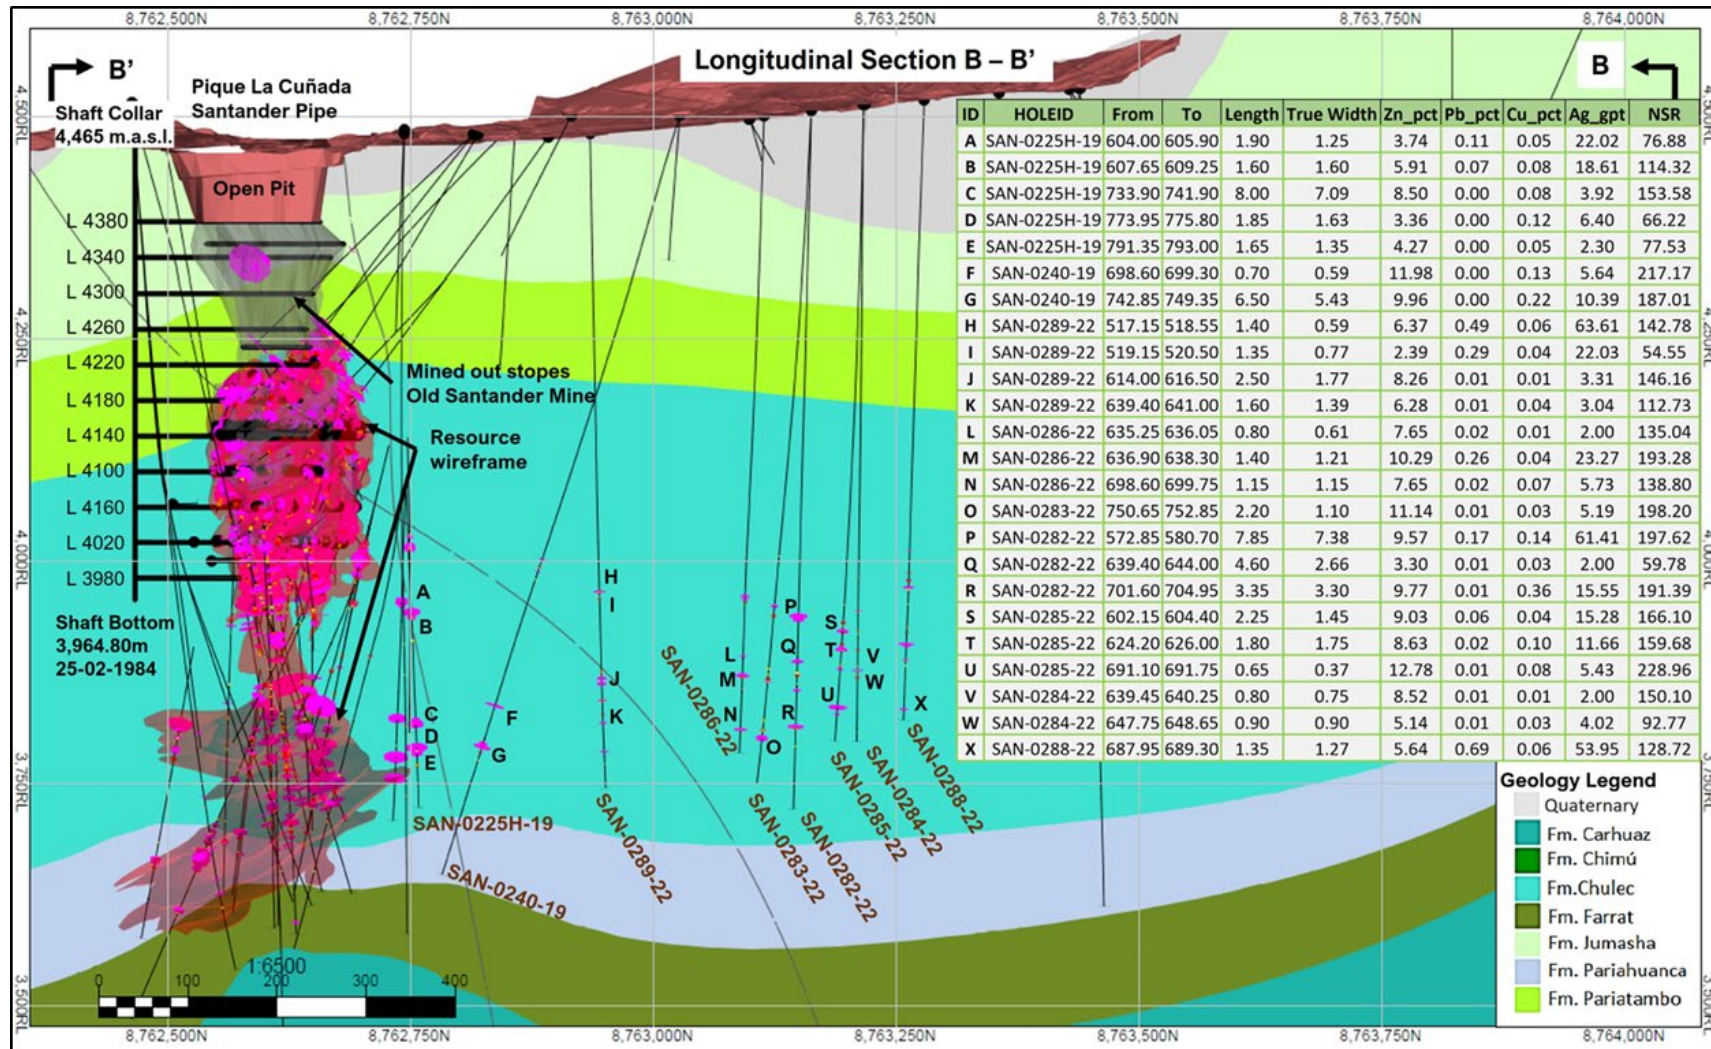 8,762,500N 8,762,750N 8,763,000N 8,763,250N 8,763,500N 8,763,750N 8,764,000N
Longitudinal Section B – B’
B’
B
Pique La Cuñada
Santander Pipe
Shaft Collar
4,465 m.a.s.l.
4,500RL
4,250RL
4,000RL
3,750RL
3,500RL
Open Pit
L 4380
L 4340
L 4300
L 4260
L 4220
L 4180
L 4140
L 4100
L 4160
L 4020
L 3980
Mined out stopes
Old Santander Mine
Resource
wireframe
Shaft Bottom
3,964.80m
25-02-1984
A
B
C
D
E
F
G
H
I
J
K
L
M
N
O
P
Q
R
S
T
U
V
W
X
SAN-0225H-19
SAN-0240-19
SAN-0289-22
SAN-0286-22
SAN-0283-22
SAN-0282-22
SAN-0285-22
SAN-0284-22
SAN-0288-22
ID HOLEID From To Length True Width Zn_pct Pb_pct Cu_pct Ag_gpt NSR
A SAN-0225H-19 604.00 605.90 1.90 1.25 3.74 0.11 0.05 22.02 76.88
B SAN-0225H-19 607.65 609.25 1.60 1.60 5.91 0.07 0.08 18.61 114.32
C SAN-0225H-19 733.90 741.90 8.00 7.09 8.50 0.00 0.08 3.92 153.58
D SAN-0225H-19 773.95 775.80 1.85 1.63 3.36 0.00 0.12 6.40 66.22
E SAN-0225H-19 791.35 793.00 1.65 1.35 4.27 0.00 0.05 2.30 77.53
F SAN-0240-19 698.60 699.30 0.70 0.59 11.98 0.00 0.13 5.64 217.17
G SAN-0240-19 742.85 749.35 6.50 5.43 9.96 0.00 0.22 10.39 187.01
H SAN-0289-22 517.15 518.55 1.40 0.59 6.37 0.49 0.06 63.61 142.78
I SAN-0289-22 519.15 520.50 1.35 0.77 2.39 0.29 0.04 22.03 54.55
J SAN-0289-22 614.00 616.50 2.50 1.77 8.26 0.01 0.01 3.31 146.16
K SAN-0289-22 639.40 641.00 1.60 1.39 6.28 0.01 0.04 3.04 112.73
L SAN-0286-22 635.25 636.05 0.80 0.61 7.65 0.02 0.01 2.00 135.04
M SAN-0286-22 636.90 638.30 1.40 1.21 10.29 0.26 0.04 23.27 193.28
N SAN-0286-22 698.60 699.75 1.15 1.15 7.65 0.02 0.07 5.73 138.80
O SAN-0283-22 750.65 752.85 2.20 1.10 11.14 0.01 0.03 5.19 198.20
P SAN-0282-22 572.85 580.70 7.85 7.38 9.57 0.17 0.14 61.41 197.62
Q SAN-0282-22 639.40 644.00 4.60 2.66 3.30 0.01 0.03 2.00 59.78
R SAN-0282-22 701.60 704.95 3.35 3.30 9.77 0.01 0.36 15.55 191.39
S SAN-0285-22 602.15 604.40 2.25 1.45 9.03 0.06 0.04 15.28 166.10
T SAN-0285-22 624.20 626.00 1.80 1.75 8.63 0.02 0.10 11.66 159.68
U SAN-0285-22 691.10 691.75 0.65 0.37 12.78 0.01 0.08 5.43 228.96
V SAN-0284-22 639.45 640.25 0.80 0.75 8.52 0.01 0.01 2.00 150.10
W SAN-0284-22 647.75 648.65 0.90 0.90 5.14 0.01 0.03 4.02 92.77
X SAN-0288-22 687.95 689.30 1.35 1.27 5.64 0.69 0.06 53.95 128.72
Geology Legend
Quaternary
Fm. Carhuaz
Fm. Chimú
Fm.Chulec
Fm. Farrat
Fm. Jumasha
Fm. Pariahuanca
Fm. Pariatambo
1:6500
0 100 200 300 400
8,762,500N 8,762,750N 8,763,000N 8,763,250N 8,763,500N 8,763,750N 8,764,000N